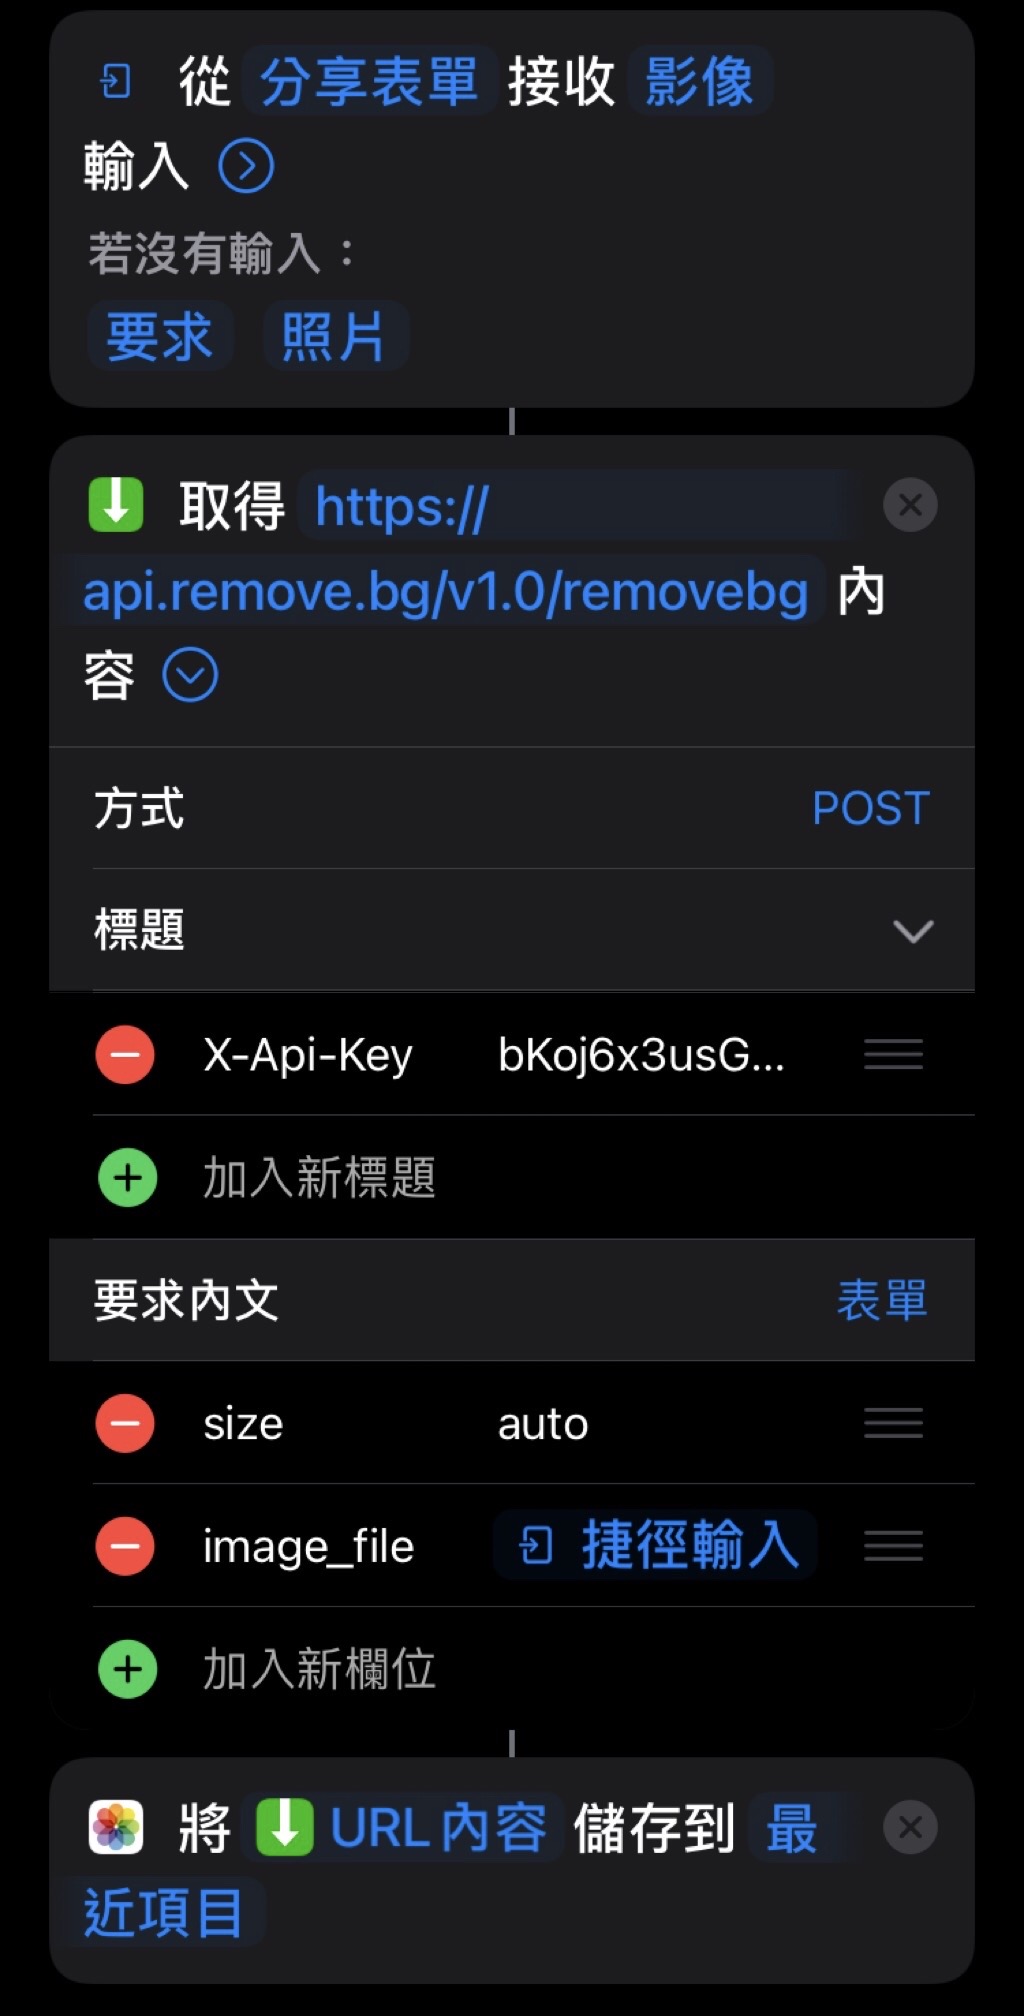 從 分享表單 接收 影像
輸入
若沒有輸入：
要求 照片
取得 https://
api.remove.bg/v1.0/removebg 內
容
方式 POST
標題
X-Api-Key bKoj6x3usG...
加入新標題
要求內文 表單
size auto
image_file 捷徑輸入
加入新欄位
將 URL 內容 儲存到 最
近項目